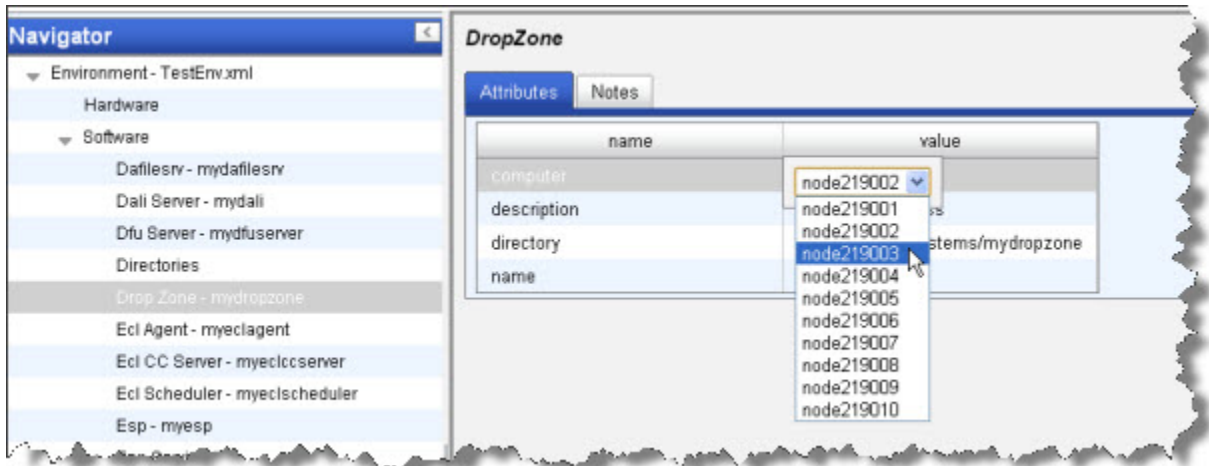 Navigator
Environment - TestEnv.xml
Hardware
Software
Dafilesrv - mydafilesrv
Dali Server - mydali
Dfu Server - mydfuserver
Directories
Drop Zone - mydropzone
Ecl Agent - myeclagent
Ecl CC Server - myeclccserver
Ecl Scheduler - myeclscheduler
Esp - myesp
DropZone
Attributes Notes
name value
computer node219002
description ss
directory stems/mydropzone
name
node219001
node219002
node219003
node219004
node219005
node219006
node219007
node219008
node219009
node219010